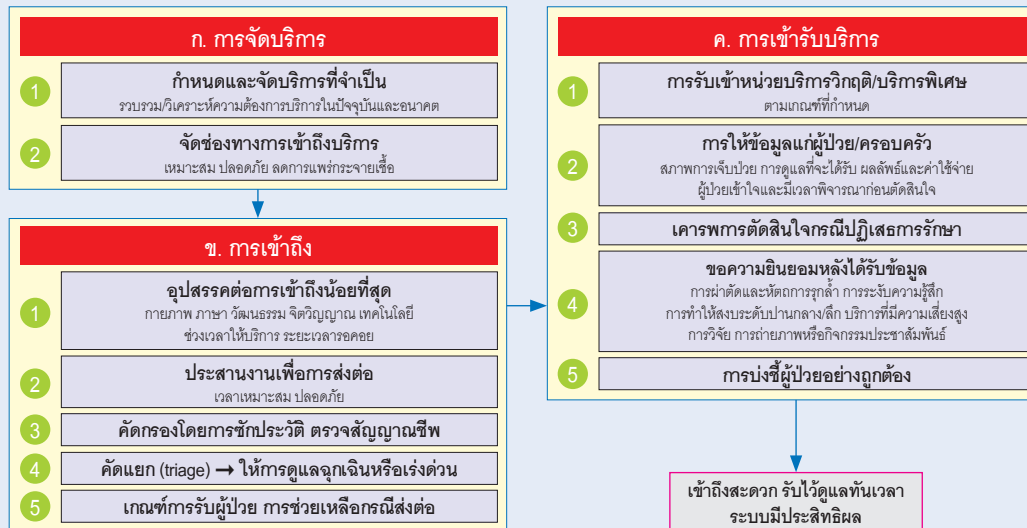 ก. การจัดบริการ
1
กำหนดและจัดบริการที่จำเป็น
รวบรวม/วิเคราะห์ความต้องการบริการในปัจจุบันและอนาคต
2
จัดช่องทางการเข้าถึงบริการ
เหมาะสม ปลอดภัย ลดการแพร่กระจายเชื้อ
ข. การเข้าถึง
1
อุปสรรคต่อการเข้าถึงน้อยที่สุด
กายภาพ ภาษา วัฒนธรรม จิตวิญญาณ เทคโนโลยี
ช่วงเวลาให้บริการ ระยะเวลารอคอย
2
ประสานงานเพื่อการส่งต่อ
เวลาเหมาะสม ปลอดภัย
3
คัดกรองโดยการซักประวัติ ตรวจสัญญาณชีพ
4
คัดแยก (triage) → ให้การดูแลฉุกเฉินหรือเร่งด่วน
5
เกณฑ์การรับผู้ป่วย การช่วยเหลือกรณีส่งต่อ
ค. การเข้ารับบริการ
1
การรับเข้าหน่วยบริการวิกฤติ/บริการพิเศษ
ตามเกณฑ์ที่กำหนด
2
การให้ข้อมูลแก่ผู้ป่วย/ครอบครัว
สภาพการเจ็บป่วย การดูแลที่จะได้รับ ผลลัพธ์และค่าใช้จ่าย
ผู้ป่วยเข้าใจและมีเวลาพิจารณาก่อนตัดสินใจ
3
เคารพการตัดสินใจกรณีปฏิเสธการรักษา
4
ขอความยินยอมหลังได้รับข้อมูล
การผ่าตัดและหัตถการรุกล้ำ การระงับความรู้สึก
การทำให้สงบระดับปานกลาง/ลึก บริการที่มีความเสี่ยงสูง
การวิจัย การถ่ายภาพหรือกิจกรรมประชาสัมพันธ์
5
การบ่งชี้ผู้ป่วยอย่างถูกต้อง
เข้าถึงสะดวก รับไว้ดูแลทันเวลา
ระบบมีประสิทธิผล